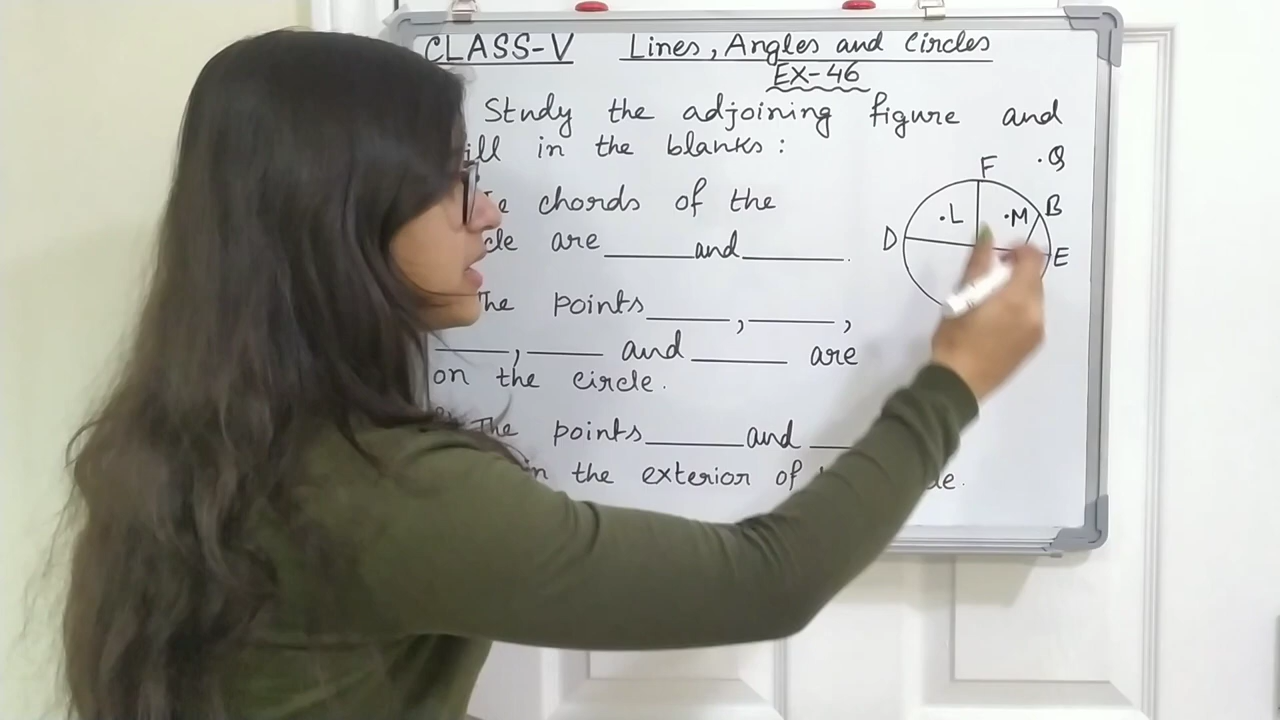 CLASS-V Lines, Angles and Circles
EX-46
Study the adjoining figure and
in the blanks :
chords of the
are ______ and ______.
The points ______, ______,
______, ______ and ______ are
on the circle.
The points ______ and ______
in the exterior of
F
.Q
.L
.M
B
D
E